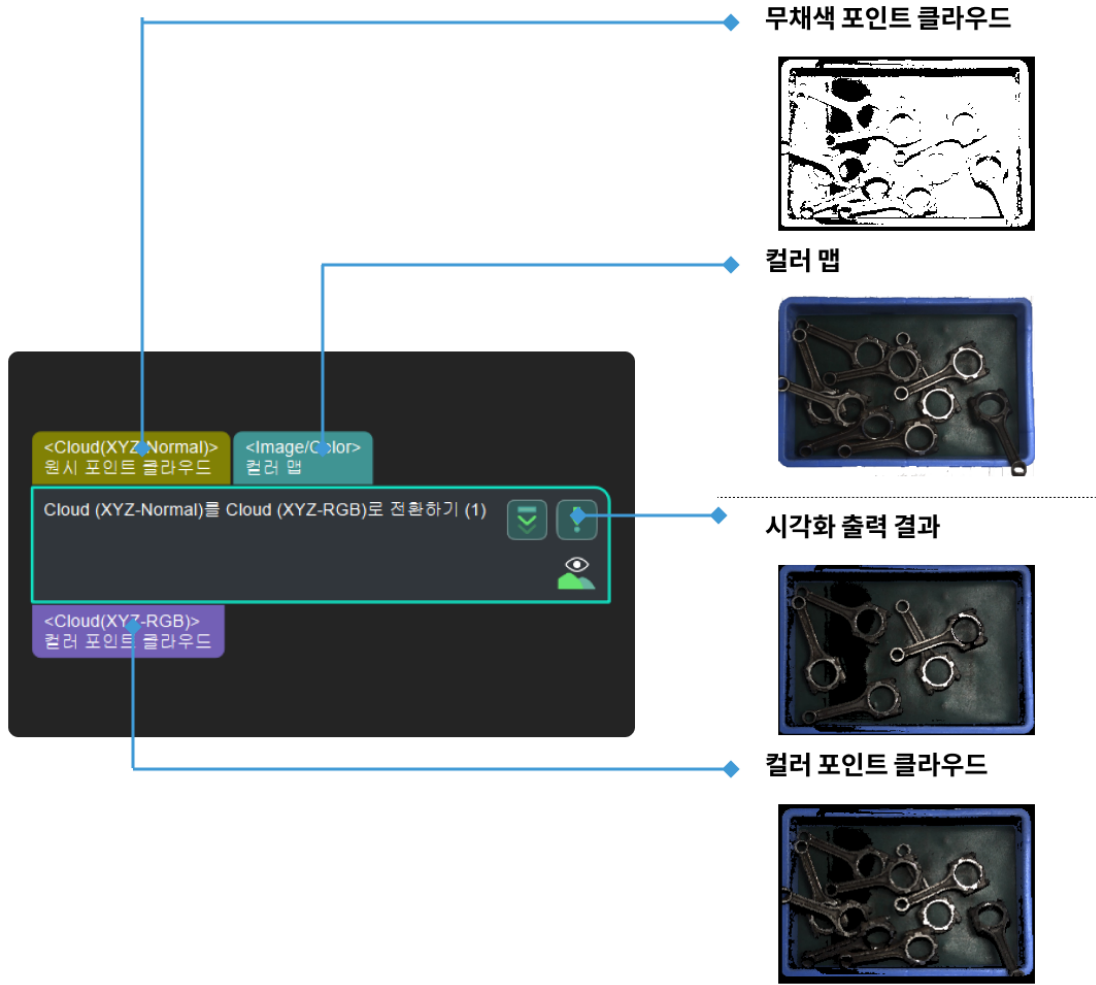 무채색 포인트 클라우드
컬러 맵
<Cloud(XYZ-Normal)>
원시 포인트 클라우드
<Image/Color>
컬러 맵
Cloud (XYZ-Normal)를 Cloud (XYZ-RGB)로 전환하기 (1)
시각화 출력 결과
<Cloud(XYZ-RGB)>
컬러 포인트 클라우드
컬러 포인트 클라우드